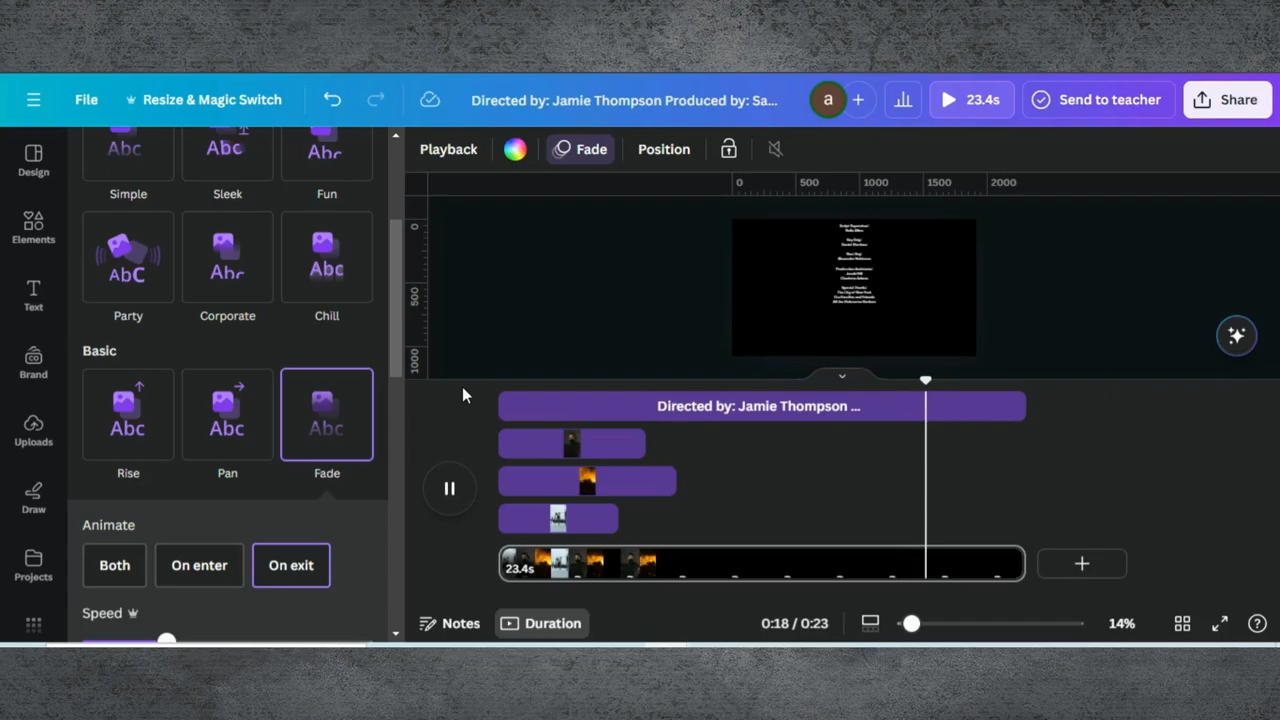 File
Resize & Magic Switch
Directed by: Jamie Thompson Produced by: Sa...
a
23.4s
Send to teacher
Share
Design
Elements
Text
Brand
Uploads
Draw
Projects
Abc
Abc
Abc
Simple
Sleek
Fun
AbC
Abc
Abc
Party
Corporate
Chill
Basic
Abc
Abc
Abc
Rise
Pan
Fade
Animate
Both
On enter
On exit
Speed
Playback
Fade
Position
0 500 1000 1500 2000
0
500
1000
Directed by: Jamie Thompson ...
23.4s
Notes
Duration
0:18 / 0:23
14%